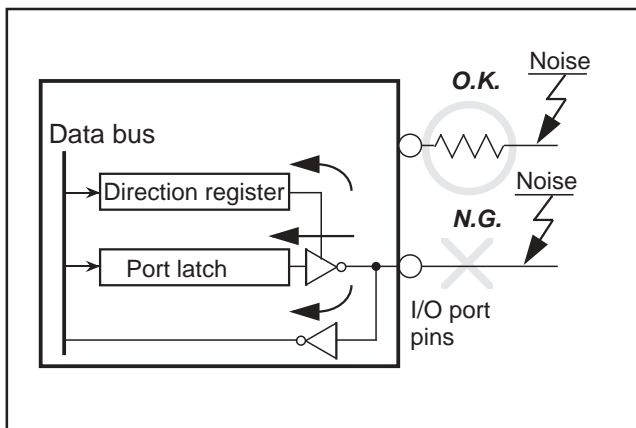 Noise
O.K.
Data bus
Direction register
Noise
N.G.
Port latch
I/O port
pins